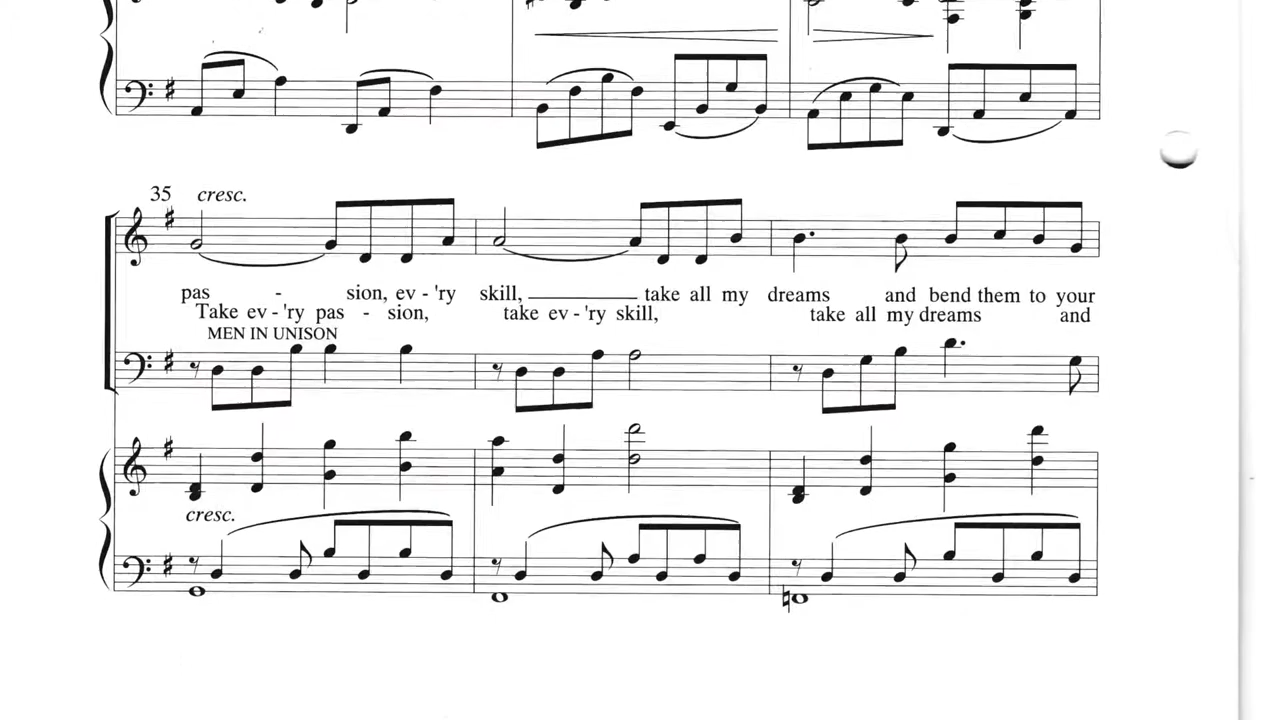 35 cresc.
pas - sion, ev - 'ry skill, take all my dreams and bend them to your
Take ev - 'ry pas - sion, take ev - 'ry skill, take all my dreams and
MEN IN UNISON
cresc.